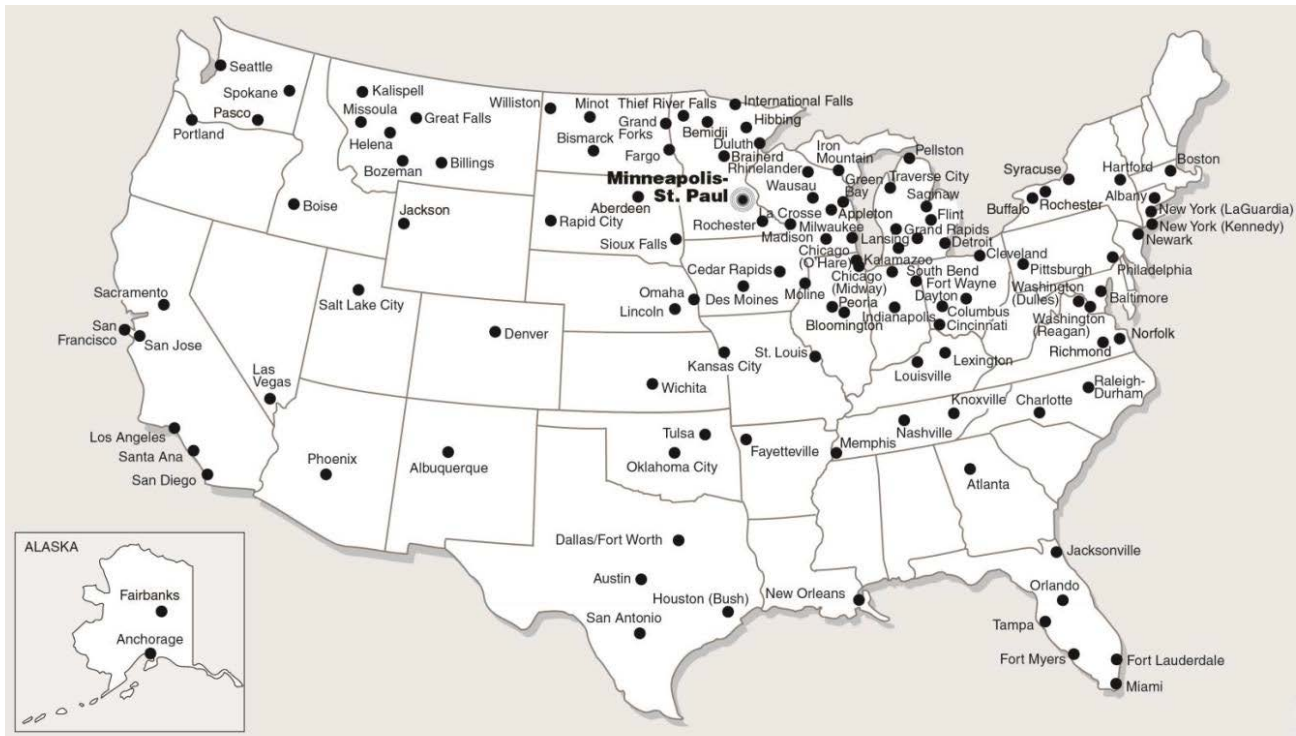 Seattle
Spokane
Pasco
Portland
Kalispell
Missoula
Great Falls
Helena
Bozeman
Billings
Boise
Jackson
Williston
Minot
Bismarck
Grand
Forks
Fargo
Thief River Falls
Bemidji
International Falls
Hibbing
Duluth
Brainerd
Rhinelander
Iron
Mountain
Pellston
Minneapolis-
St. Paul
Wausau
Green
Bay
Traverse City
Saginaw
Aberdeen
Rapid City
Sioux Falls
Rochester
La Crosse
Appleton
Flint
Milwaukee
Madison
Lansing
Grand Rapids
Detroit
Chicago
(O'Hare)
Kalamazoo
Chicago
(Midway)
South Bend
Fort Wayne
Cleveland
Syracuse
Buffalo
Rochester
Hartford
Albany
Boston
New York (LaGuardia)
New York (Kennedy)
Newark
Pittsburgh
Philadelphia
Washington
(Dulles)
Baltimore
Washington
(Reagan)
Norfolk
Richmond
Cedar Rapids
Des Moines
Moline
Omaha
Lincoln
Peoria
Bloomington
Indianapolis
Dayton
Columbus
Cincinnati
Sacramento
San
Francisco
San Jose
Salt Lake City
Denver
Las
Vegas
Kansas City
St. Louis
Louisville
Lexington
Wichita
Knoxville
Charlotte
Raleigh-
Durham
Los Angeles
Santa Ana
San Diego
Phoenix
Albuquerque
Tulsa
Oklahoma City
Fayetteville
Memphis
Nashville
Atlanta
Dallas/Fort Worth
Austin
Houston (Bush)
San Antonio
New Orleans
Jacksonville
Orlando
Tampa
Fort Myers
Fort Lauderdale
Miami
ALASKA
Fairbanks
Anchorage